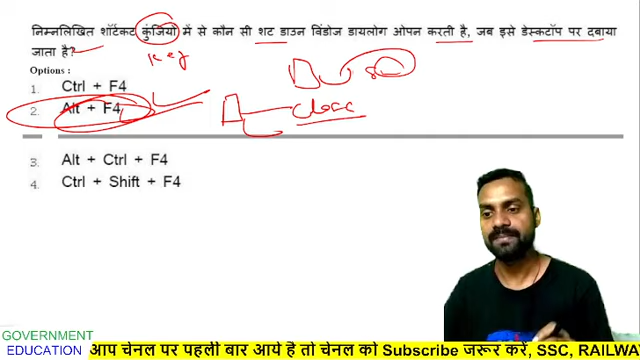 निम्नलिखित शॉर्टकट कुंजियों में से कौन सी शट डाउन विंडोज डायलोग ओपन करती है, जब इसे डेस्कटॉप पर दबाया
जाता है?
Key
Options :
1. Ctrl + F4
2. Alt + F4
close
3. Alt + Ctrl + F4
4. Ctrl + Shift + F4
GOVERNMENT
EDUCATION
आप चेनल पर पहली बार आये है तो चेनल को Subscribe जरूर करें, SSC, RAILWA